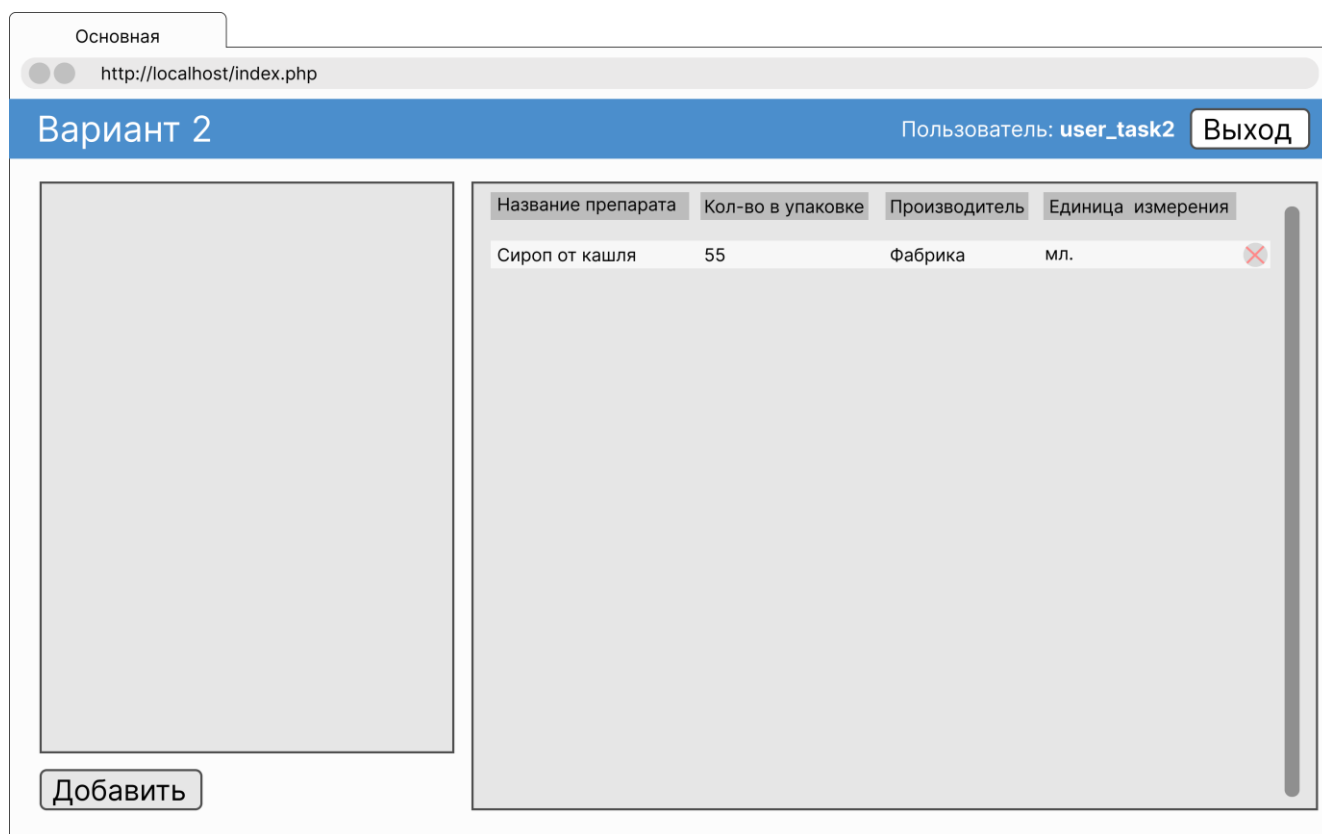 Основная
http://localhost/index.php
Вариант 2
Пользователь: user_task2
Выход
Название препарата Кол-во в упаковке Производитель Единица измерения
Сироп от кашля 55 Фабрика мл.
Добавить